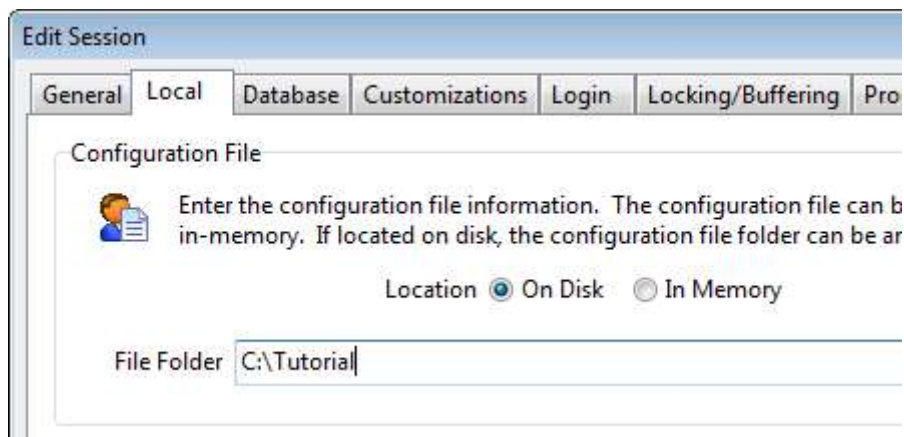 Edit Session
General Local Database Customizations Login Locking/Buffering Pro
Configuration File
Enter the configuration file information. The configuration file can b
in-memory. If located on disk, the configuration file folder can be ar
Location On Disk In Memory
File Folder C:\Tutorial